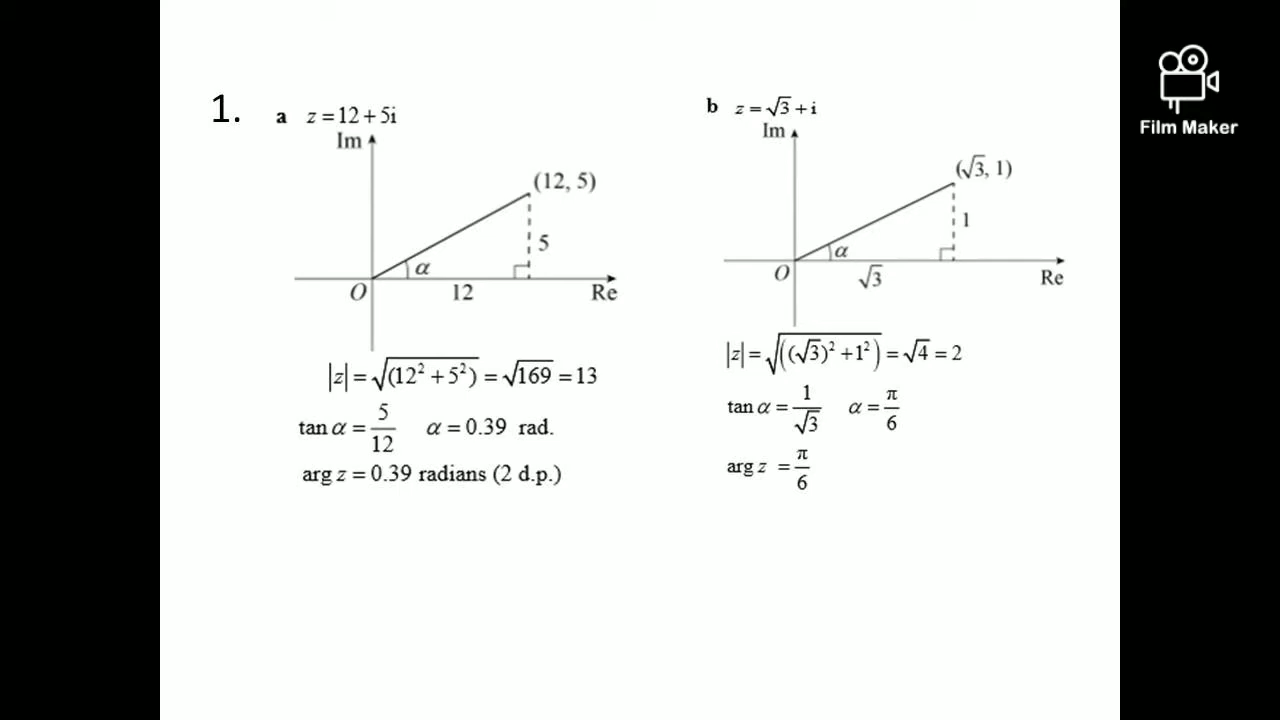 1.
a z = 12 + 5i
Im
(12, 5)
5
α
O
12
Re
|z| = √(12² + 5²) = √169 = 13
tan α = 5/12 α = 0.39 rad.
arg z = 0.39 radians (2 d.p.)
b z = √3 + i
Im
(√3, 1)
1
α
O
√3
Re
|z| = √((√3)² + 1²) = √4 = 2
tan α = 1/√3 α = π/6
arg z = π/6
Film Maker